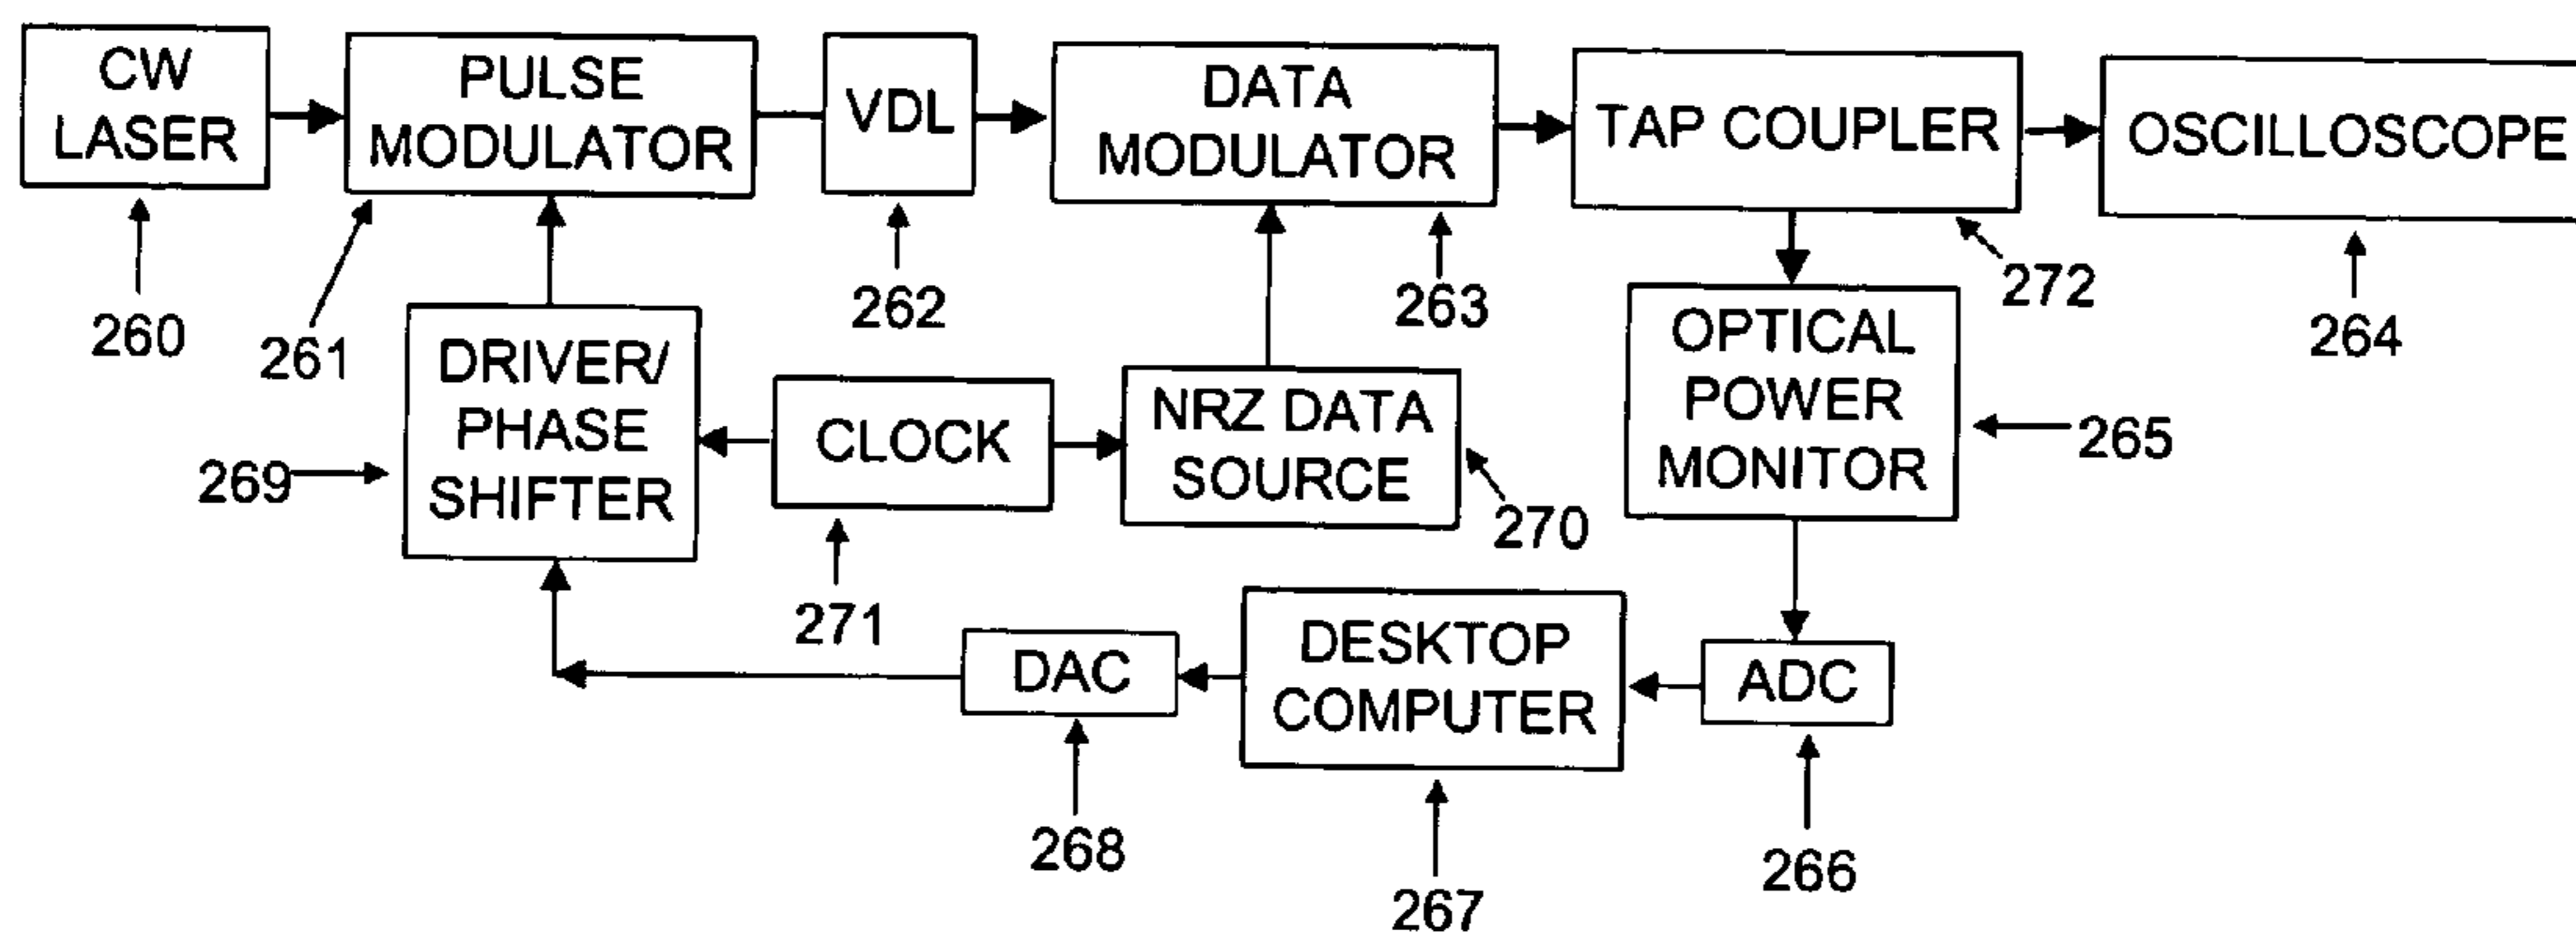 CW
LASER
PULSE
MODULATOR
VDL
DATA
MODULATOR
TAP COUPLER
OSCILLOSCOPE
260
261
262
263
272
264
DRIVER/
PHASE
SHIFTER
269
CLOCK
271
NRZ DATA
SOURCE
270
OPTICAL
POWER
MONITOR
265
DAC
268
DESKTOP
COMPUTER
267
ADC
266